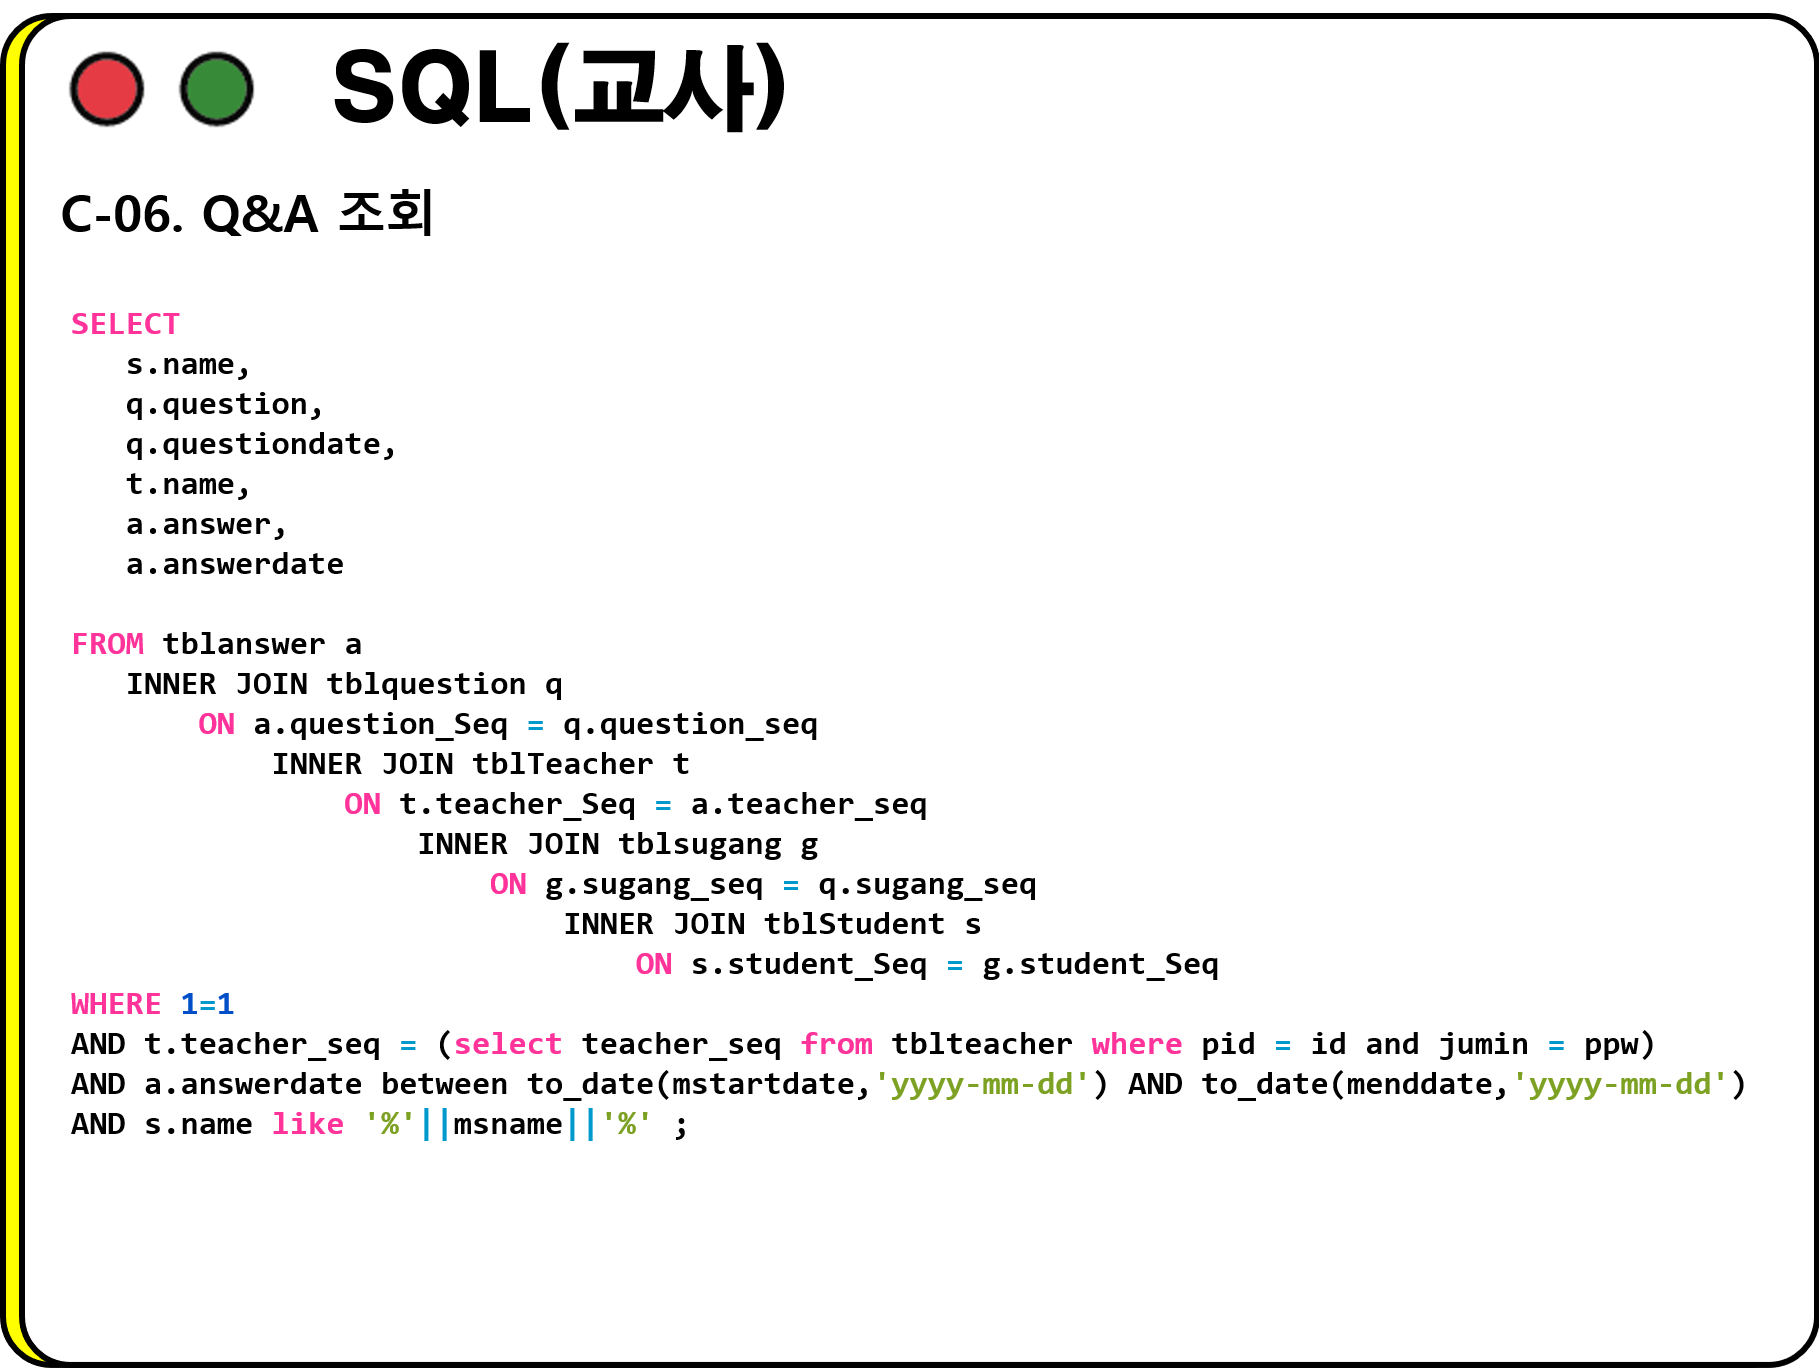 SQL(교사)
C-06. Q&A 조회
SELECT
   s.name,
   q.question,
   q.questiondate,
   t.name,
   a.answer,
   a.answerdate
FROM tblanswer a
   INNER JOIN tblquestion q
       ON a.question_Seq = q.question_seq
           INNER JOIN tblTeacher t
               ON t.teacher_Seq = a.teacher_seq
                   INNER JOIN tblsugang g
                       ON g.sugang_seq = q.sugang_seq
                           INNER JOIN tblStudent s
                               ON s.student_Seq = g.student_Seq
WHERE 1=1
AND t.teacher_seq = (select teacher_seq from tblteacher where pid = id and jumin = ppw)
AND a.answerdate between to_date(mstartdate,'yyyy-mm-dd') AND to_date(menddate,'yyyy-mm-dd')
AND s.name like '%'||msname||'%' ;